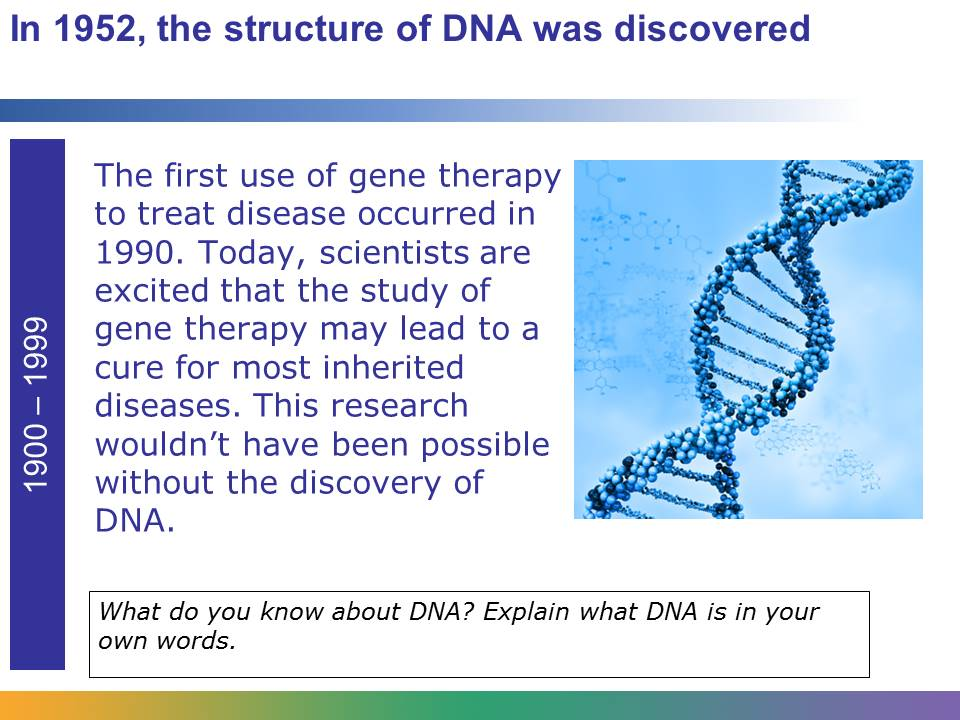 In 1952, the structure of DNA was discovered
1900 – 1999
The first use of gene therapy
to treat disease occurred in
1990. Today, scientists are
excited that the study of
gene therapy may lead to a
cure for most inherited
diseases. This research
wouldn’t have been possible
without the discovery of
DNA.
What do you know about DNA? Explain what DNA is in your
own words.